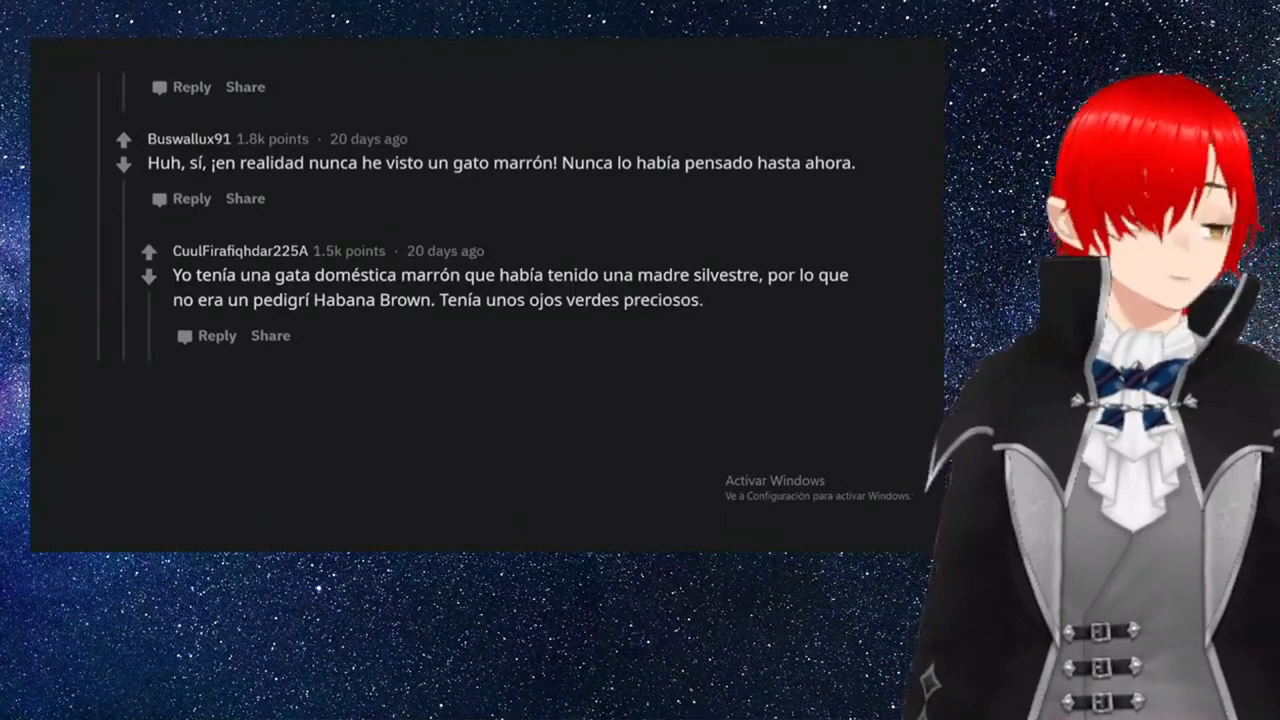 Reply Share
Buswallux91 1.8k points · 20 days ago
Huh, sí, ¡en realidad nunca he visto un gato marrón! Nunca lo había pensado hasta ahora.
Reply Share
CuulFirafiqhdar225A 1.5k points · 20 days ago
Yo tenía una gata doméstica marrón que había tenido una madre silvestre, por lo que
no era un pedigrí Habana Brown. Tenía unos ojos verdes preciosos.
Reply Share
Activar Windows
Ve a Configuración para activar Windows.